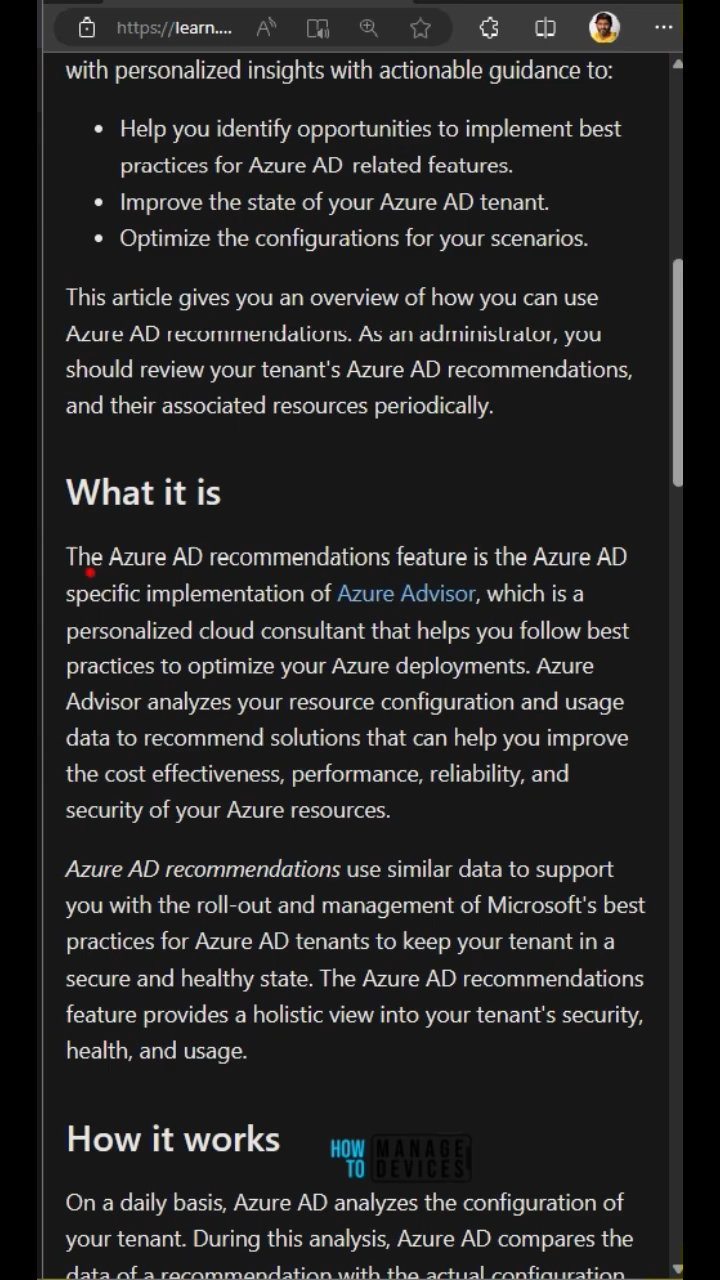 https://learn....
with personalized insights with actionable guidance to:
• Help you identify opportunities to implement best
practices for Azure AD related features.
• Improve the state of your Azure AD tenant.
• Optimize the configurations for your scenarios.
This article gives you an overview of how you can use
Azure AD recommendations. As an administrator, you
should review your tenant's Azure AD recommendations,
and their associated resources periodically.
What it is
The Azure AD recommendations feature is the Azure AD
specific implementation of Azure Advisor, which is a
personalized cloud consultant that helps you follow best
practices to optimize your Azure deployments. Azure
Advisor analyzes your resource configuration and usage
data to recommend solutions that can help you improve
the cost effectiveness, performance, reliability, and
security of your Azure resources.
Azure AD recommendations use similar data to support
you with the roll-out and management of Microsoft's best
practices for Azure AD tenants to keep your tenant in a
secure and healthy state. The Azure AD recommendations
feature provides a holistic view into your tenant's security,
health, and usage.
How it works
HOW TO MANAGE DEVICES
On a daily basis, Azure AD analyzes the configuration of
your tenant. During this analysis, Azure AD compares the
data of a recommendation with the actual configuration